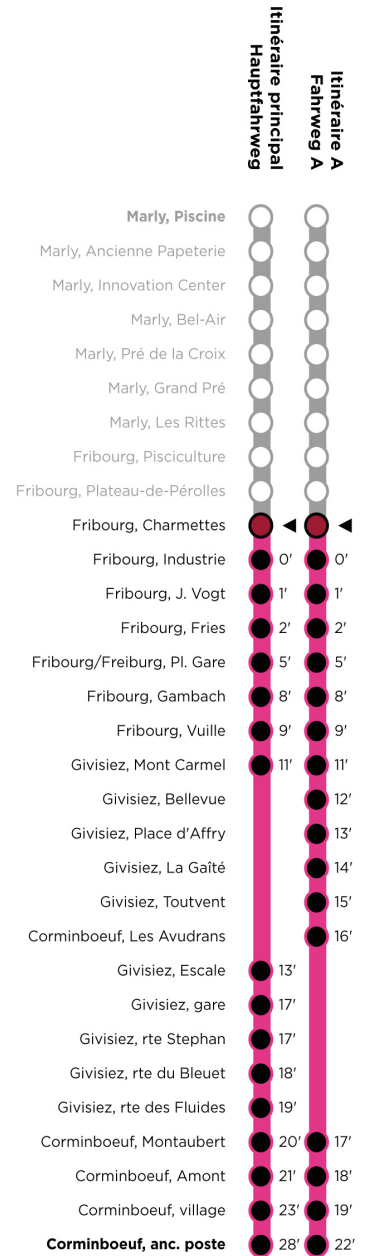 Itinéraire principal
Hauptfahrweg
Itinéraire A
Fahrweg A
Marly, Piscine
Marly, Ancienne Papeterie
Marly, Innovation Center
Marly, Bel-Air
Marly, Pré de la Croix
Marly, Grand Pré
Marly, Les Rittes
Fribourg, Pisciculture
Fribourg, Plateau-de-Pérolles
Fribourg, Charmettes
Fribourg, Industrie 0' 0'
Fribourg, J. Vogt 1' 1'
Fribourg, Fries 2' 2'
Fribourg/Freiburg, Pl. Gare 5' 5'
Fribourg, Gambach 8' 8'
Fribourg, Vuille 9' 9'
Givisiez, Mont Carmel 11' 11'
Givisiez, Bellevue 12'
Givisiez, Place d'Affry 13'
Givisiez, La Gaîté 14'
Givisiez, Toutvent 15'
Corminboeuf, Les Avudrans 16'
Givisiez, Escale 13'
Givisiez, gare 17'
Givisiez, rte Stephan 17'
Givisiez, rte du Bleuet 18'
Givisiez, rte des Fluides 19'
Corminboeuf, Montaubert 20' 17'
Corminboeuf, Amont 21' 18'
Corminboeuf, village 23' 19'
Corminboeuf, anc. poste 28' 22'